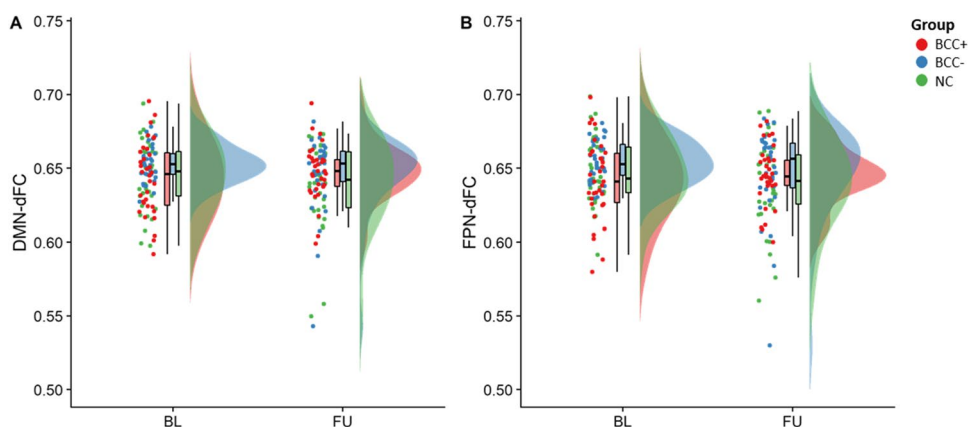 A
0.75
0.70
0.65
0.60
0.55
0.50
DMN-dFC
BL
FU
B
0.75
0.70
0.65
0.60
0.55
0.50
FPN-dFC
BL
FU
Group
BCC+
BCC-
NC